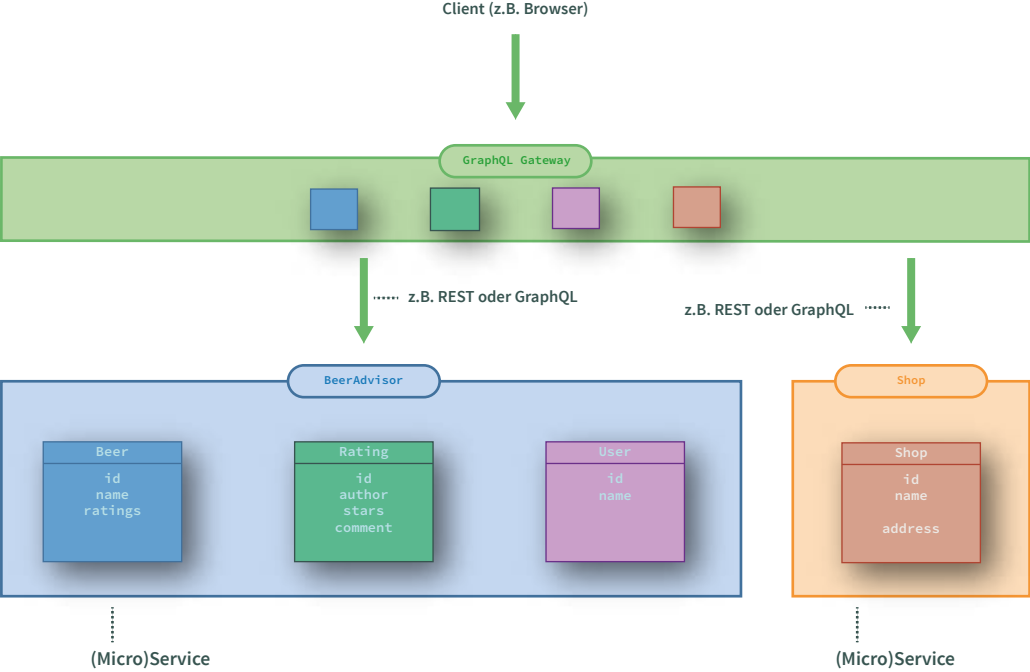 Client (z.B. Browser)
GraphQL Gateway
z.B. REST oder GraphQL
z.B. REST oder GraphQL
BeerAdvisor
Beer
id
name
ratings
Rating
id
author
stars
comment
User
id
name
Shop
Shop
id
name
address
(Micro)Service
(Micro)Service